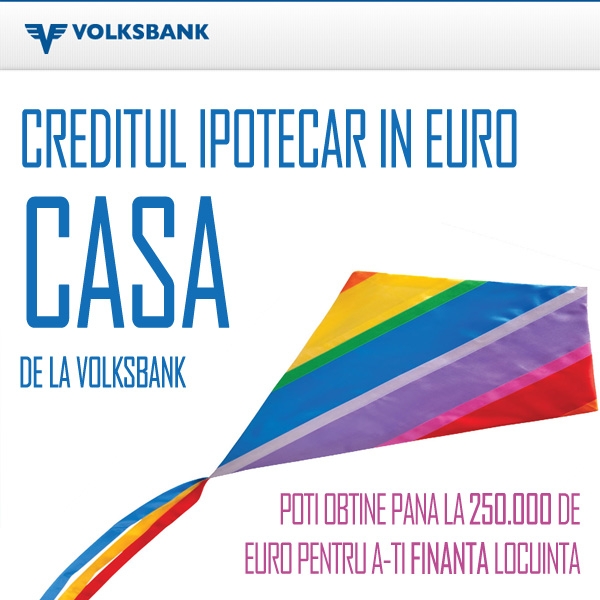 VOLKSBANK
CREDITUL IPOTECAR IN EURO
CASA
DE LA VOLKSBANK
POTI OBTINE PANA LA 250.000 DE
EURO PENTRU A-TI FINANTA LOCUINTA